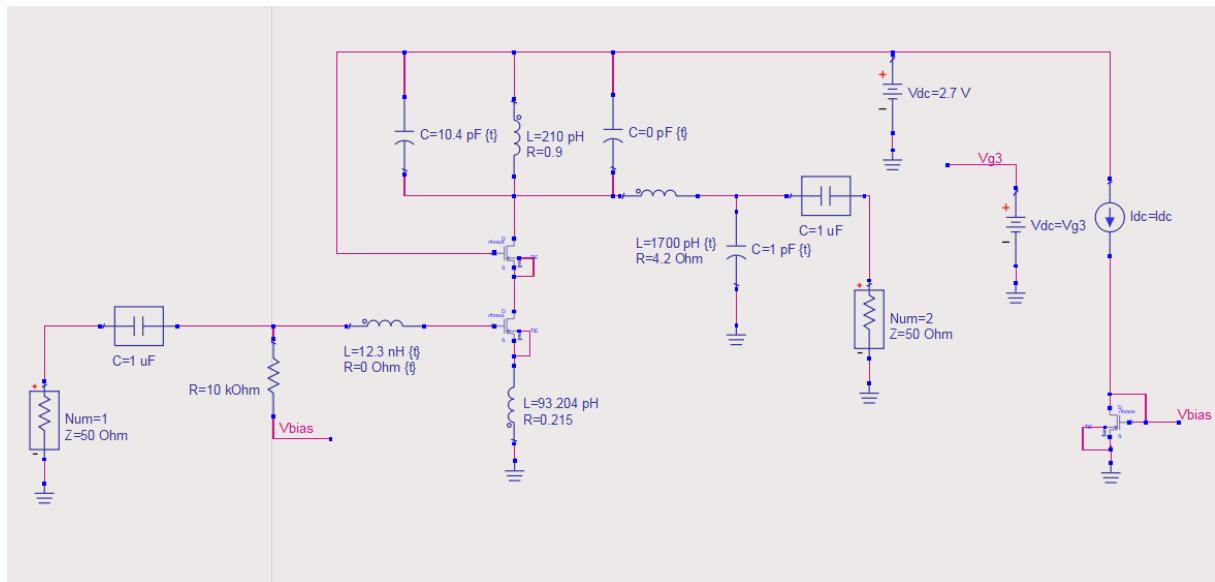 C=10.4 pF {t}
L=210 pH
R=0.9
C=0 pF {t}
+
Vdc=2.7 V
-
Vg3
+
Vdc=Vg3
-
Idc=Idc
C=1 uF
L=1700 pH {t}
R=4.2 Ohm
C=1 pF {t}
D
S
D
S
C=1 uF
L=12.3 nH {t}
R=0 Ohm {t}
R=10 kOhm
+
Num=2
Z=50 Ohm
-
+
Num=1
Z=50 Ohm
-
Vbias
L=93.204 pH
R=0.215
D
S
Vbias